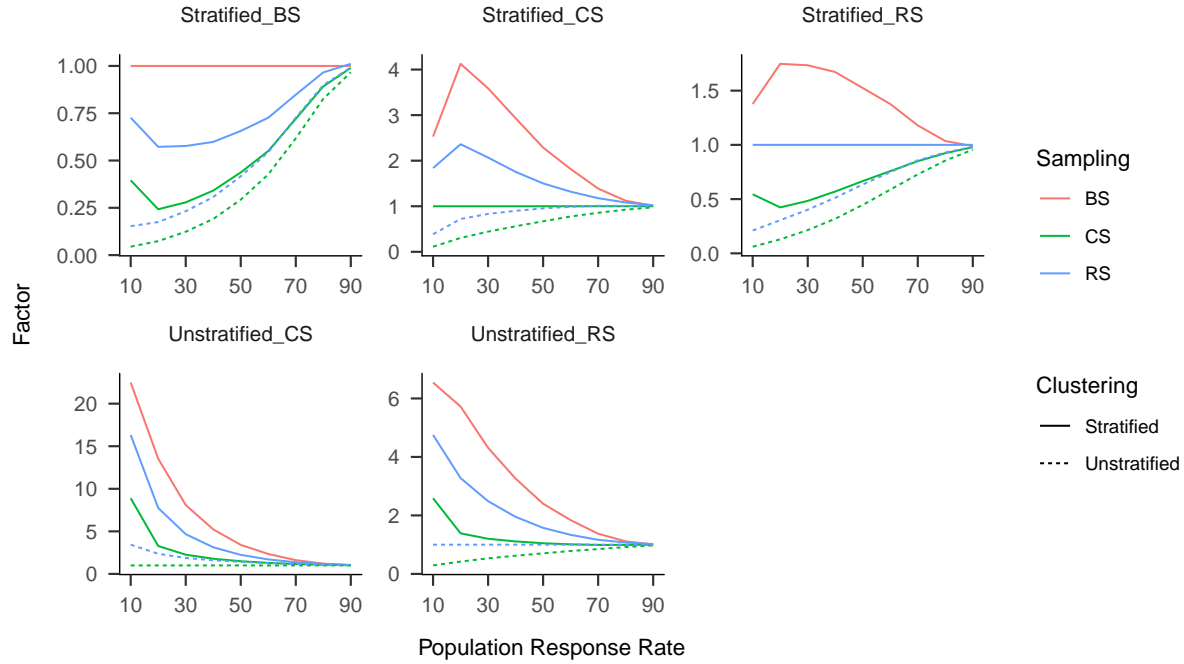 Stratified_BS
Stratified_CS
Stratified_RS
1.00
0.75
0.50
0.25
0.00
10 30 50 70 90
4
3
2
1
0
10 30 50 70 90
1.5
1.0
0.5
0.0
10 30 50 70 90
Factor
Unstratified_CS
Unstratified_RS
20
15
10
5
0
10 30 50 70 90
6
4
2
0
10 30 50 70 90
Population Response Rate
Sampling
BS
CS
RS
Clustering
Stratified
Unstratified